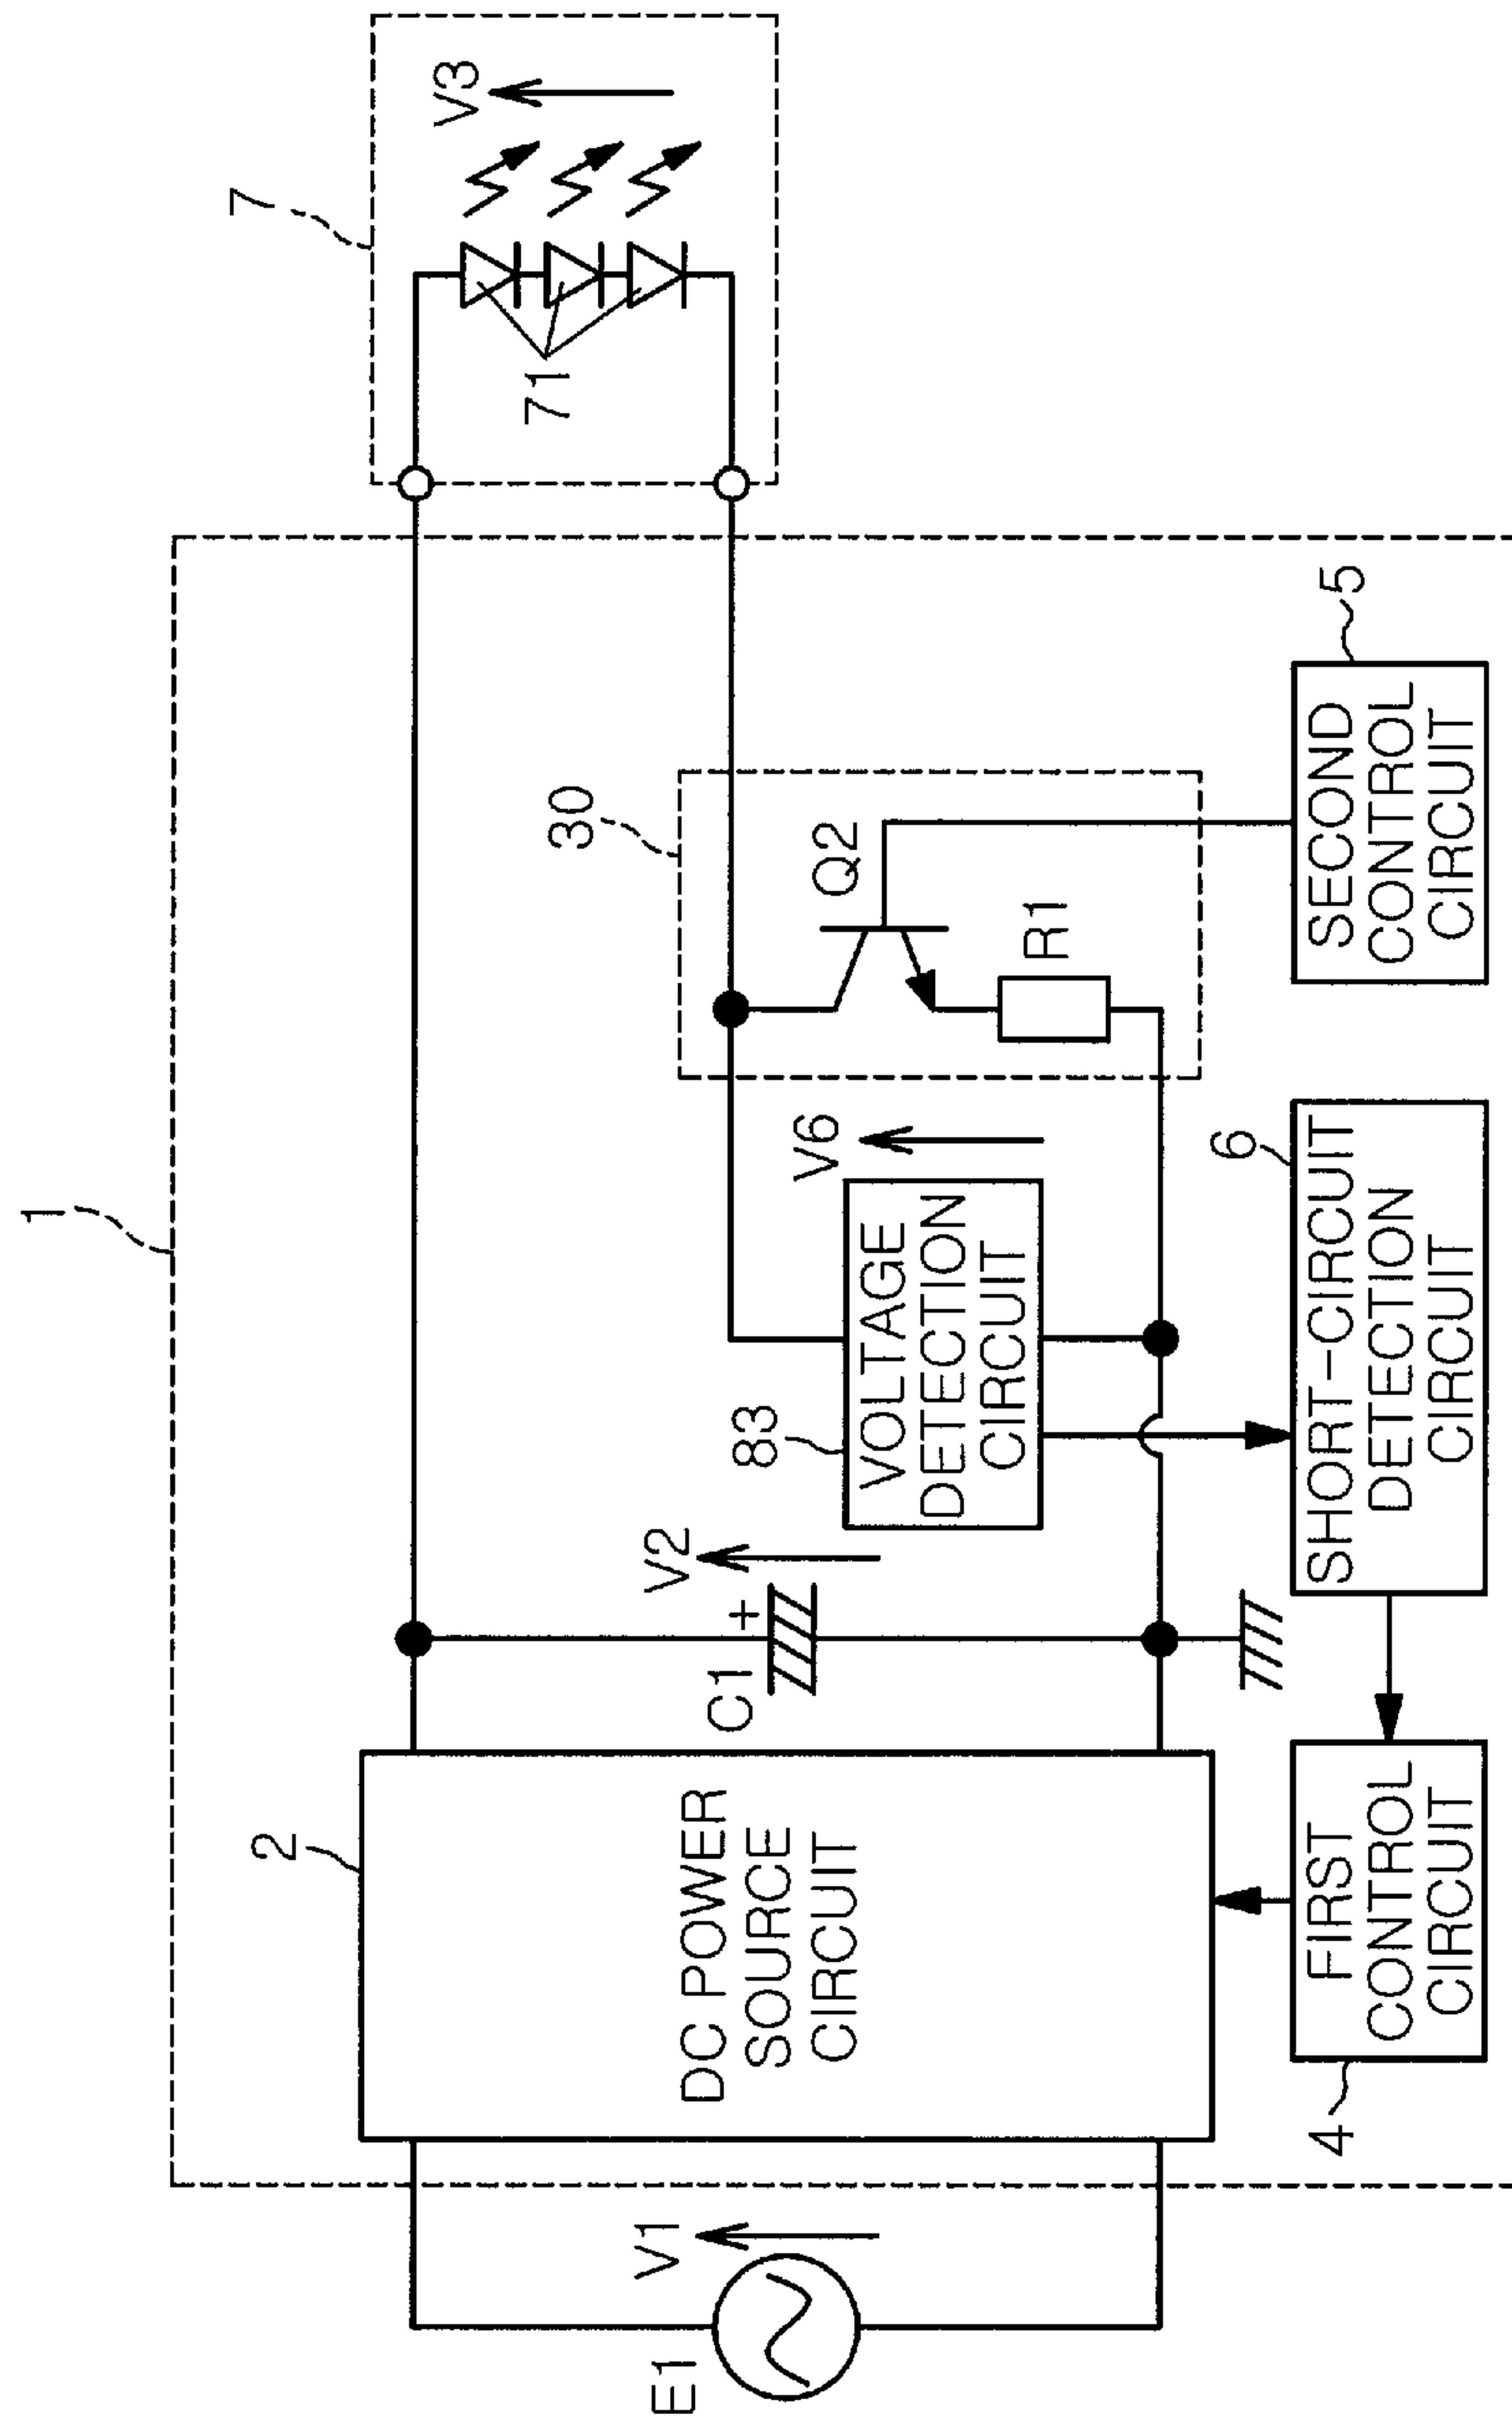 1
7
V3
71
2
V2
C1
+
83
VOLTAGE
DETECTION
CIRCUIT
V6
30
Q2
R1
DC POWER
SOURCE
CIRCUIT
V1
E1
4
FIRST
CONTROL
CIRCUIT
6
SHORT-CIRCUIT
DETECTION
CIRCUIT
5
SECOND
CONTROL
CIRCUIT